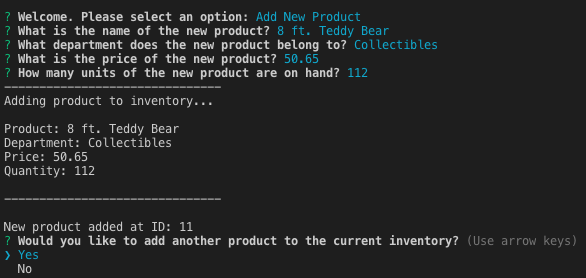 ? Welcome. Please select an option: Add New Product
? What is the name of the new product? 8 ft. Teddy Bear
? What department does the new product belong to? Collectibles
? What is the price of the new product? 50.65
? How many units of the new product are on hand? 112
-------------------------------
Adding product to inventory...
Product: 8 ft. Teddy Bear
Department: Collectibles
Price: 50.65
Quantity: 112
-------------------------------
New product added at ID: 11
? Would you like to add another product to the current inventory? (Use arrow keys)
❯ Yes
No